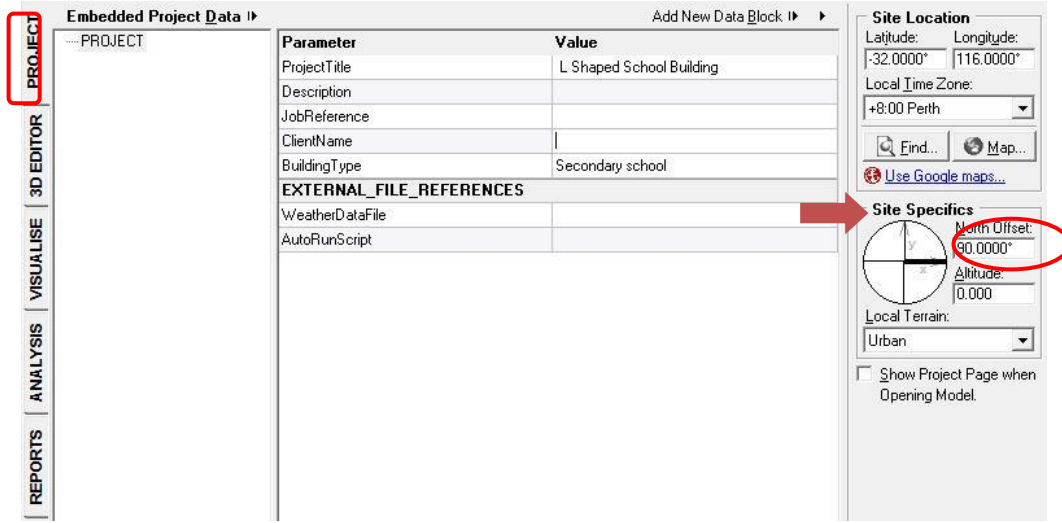 PROJECT
3D EDITOR
VISUALISE
ANALYSIS
REPORTS
Embedded Project Data
Add New Data Block
PROJECT
Parameter Value
ProjectTitle L Shaped School Building
Description
JobReference
ClientName
BuildingType Secondary school
EXTERNAL_FILE_REFERENCES
WeatherDataFile
AutoRunScript
Site Location
Latitude: Longitude:
-32.0000° 116.0000°
Local Time Zone:
+8:00 Perth
Find... Map...
Use Google maps...
Site Specifics
North Offset:
y
90.0000°
x
Altitude:
0.000
Local Terrain:
Urban
Show Project Page when
Opening Model.